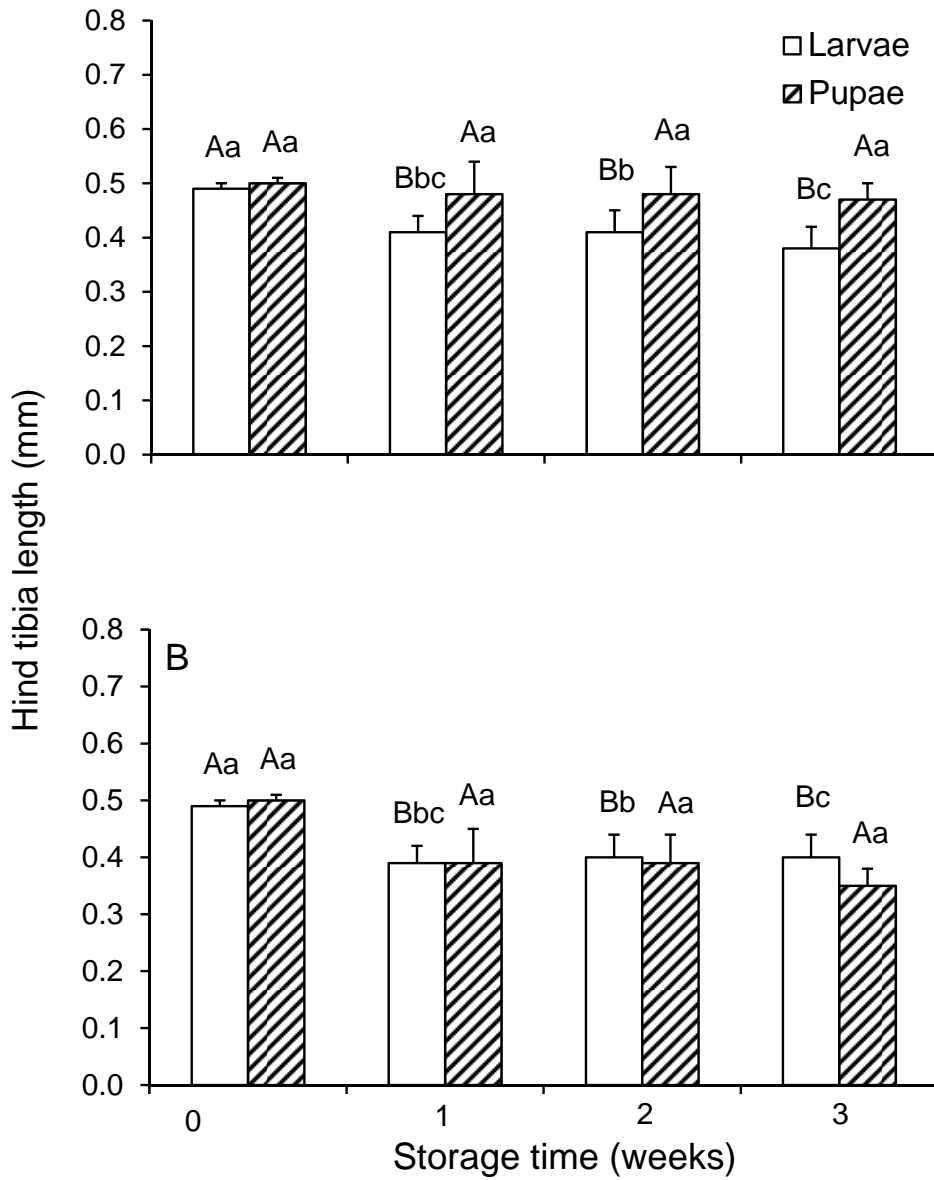 0.8
0.7
0.6
0.5
0.4
0.3
0.2
0.1
0.0
Larvae
Pupae
Aa Aa
Bbc Aa
Bb Aa
Bc Aa
Hind tibia length (mm)
B
0.8
0.7
0.6
0.5
0.4
0.3
0.2
0.1
0.0
Aa Aa
Bbc Aa
Bb Aa
Bc Aa
0 1 2 3
Storage time (weeks)